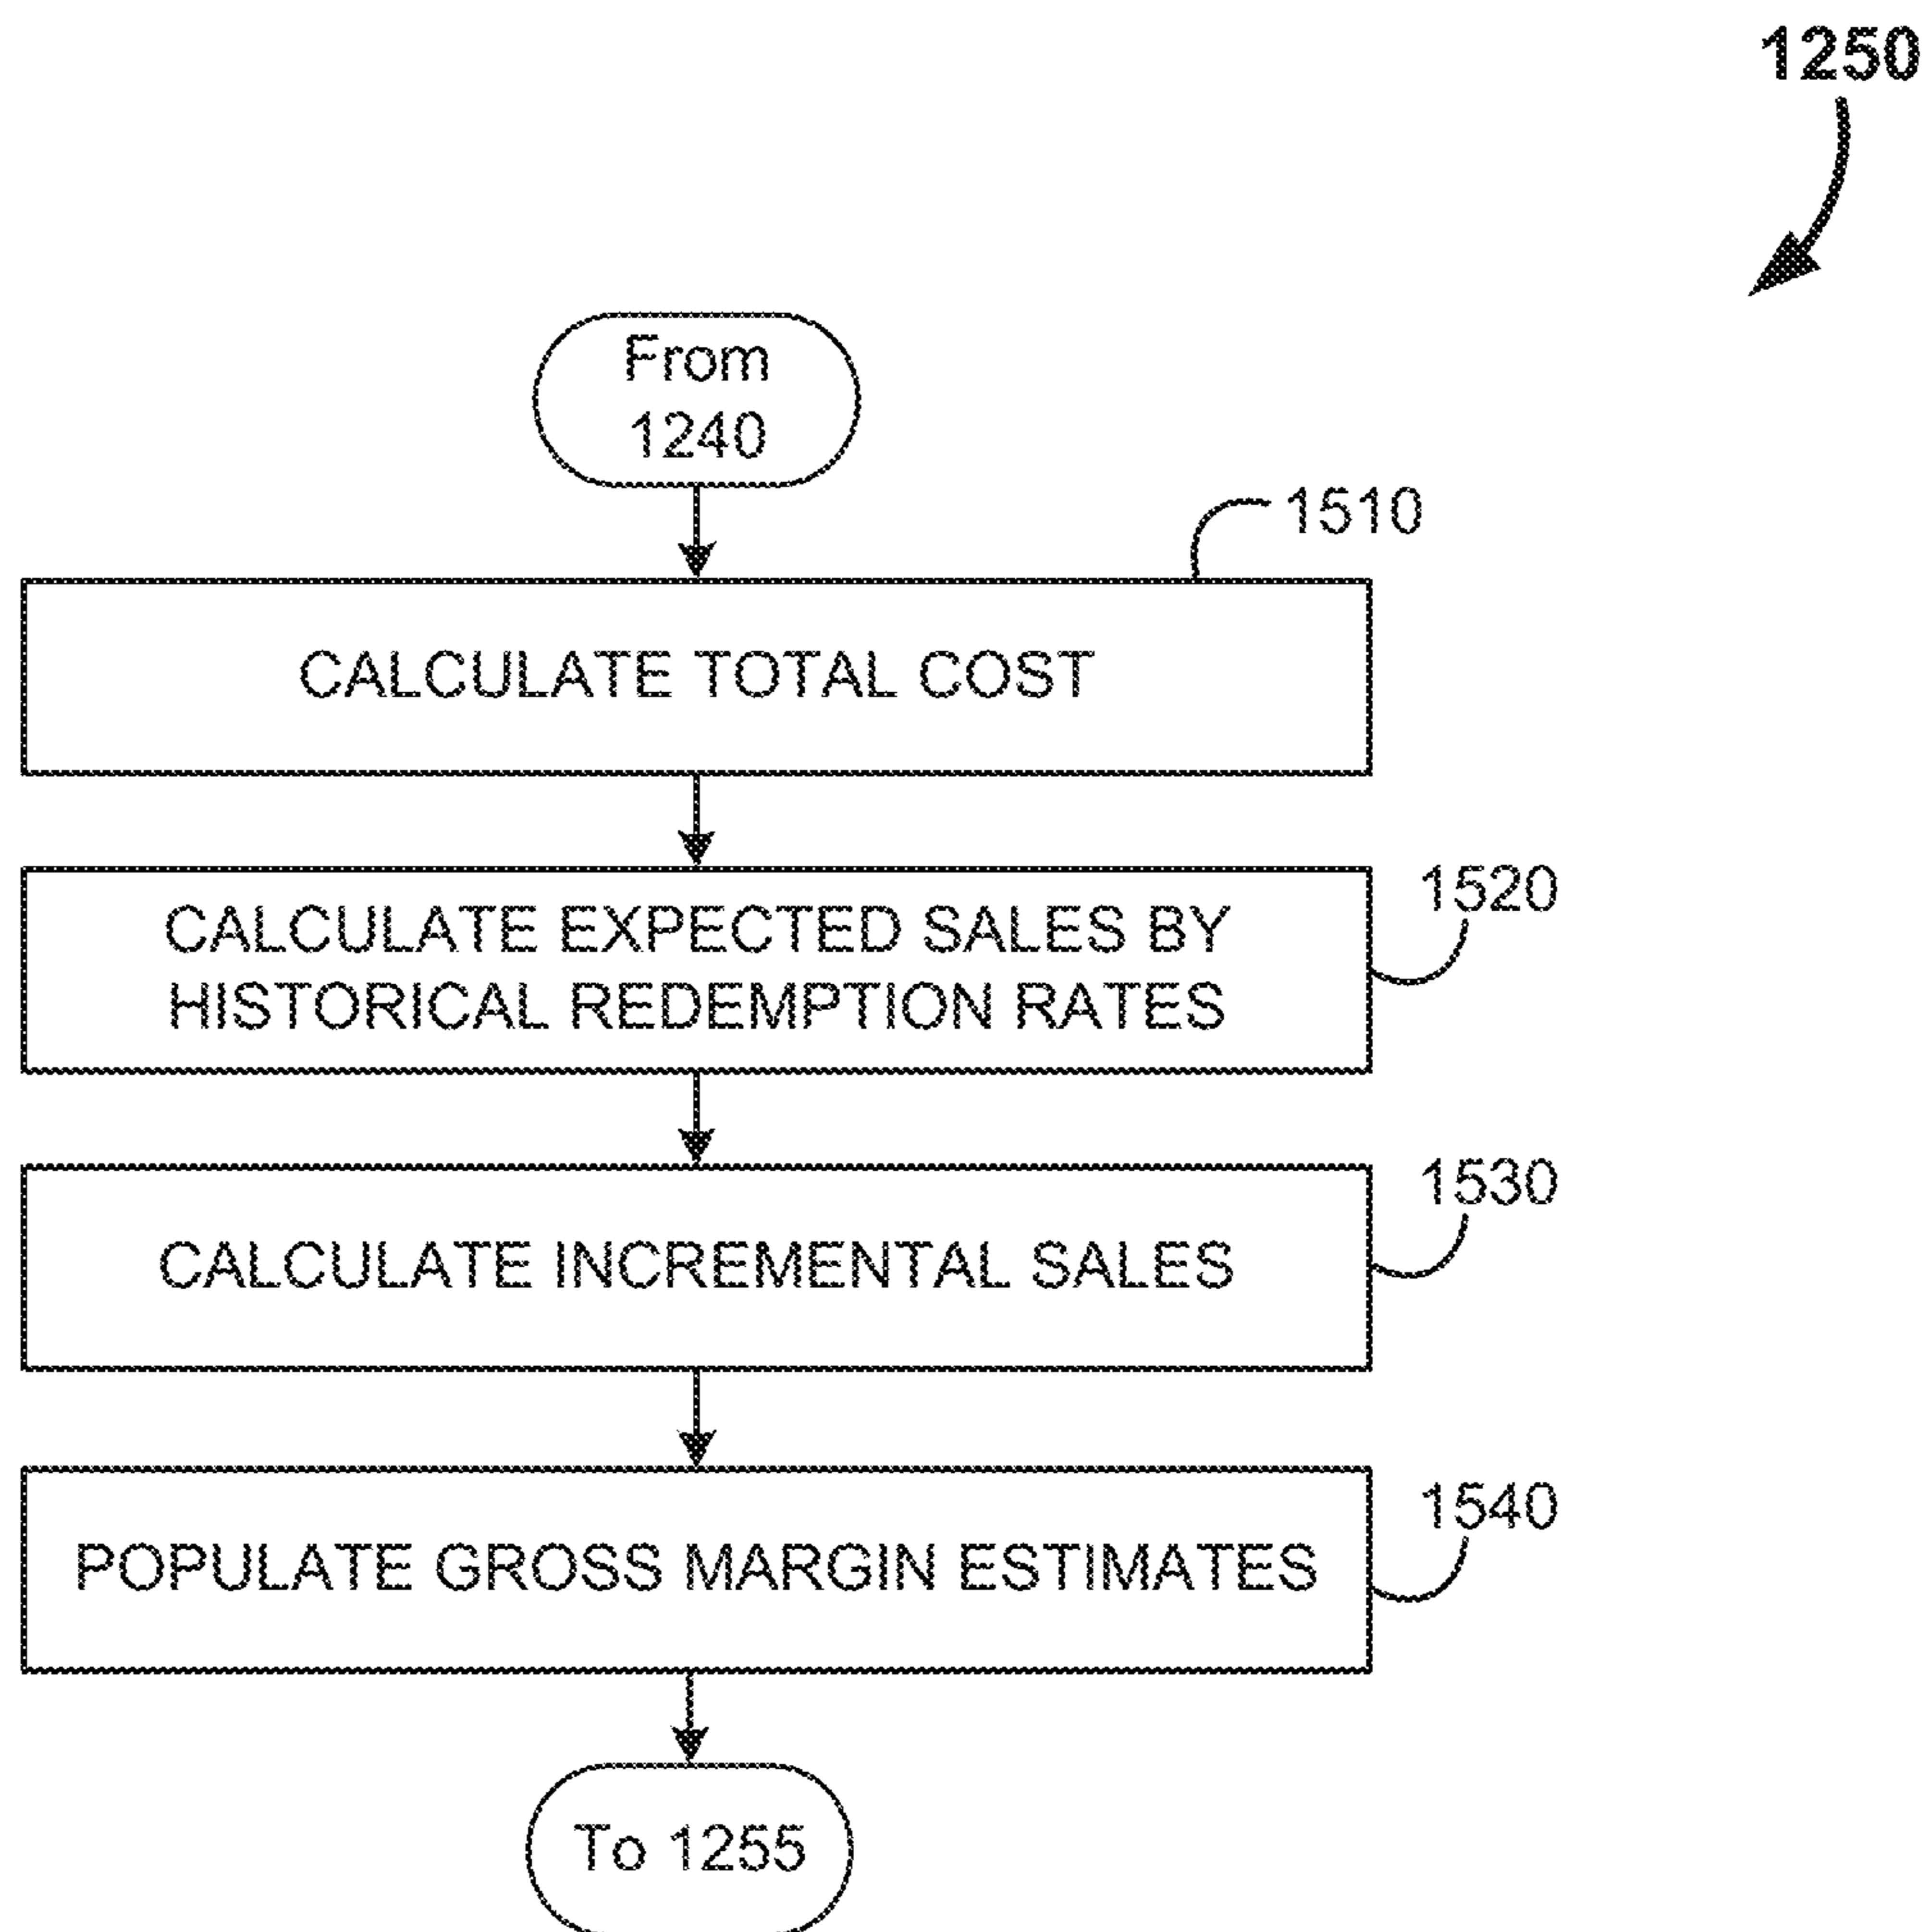 1250
From
1240
1510
CALCULATE TOTAL COST
1520
CALCULATE EXPECTED SALES BY
HISTORICAL REDEMPTION RATES
1530
CALCULATE INCREMENTAL SALES
1540
POPULATE GROSS MARGIN ESTIMATES
To 1255